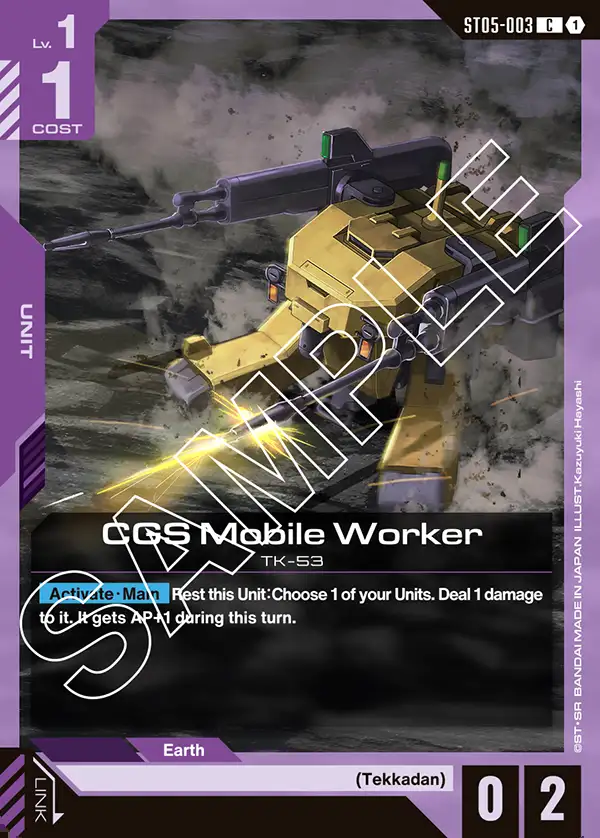 Lv. 1
1
COST
ST05-003 C 1
UNIT
SAMPLE
CGS Mobile Worker
TK-53
Activate･Main Rest this Unit:Choose 1 of your Units. Deal 1 damage
to it. It gets AP+1 during this turn.
©ST・SR BANDAI MADE IN JAPAN ILLUST.Kazuyuki Hayashi
Earth
LINK
(Tekkadan)
0 2